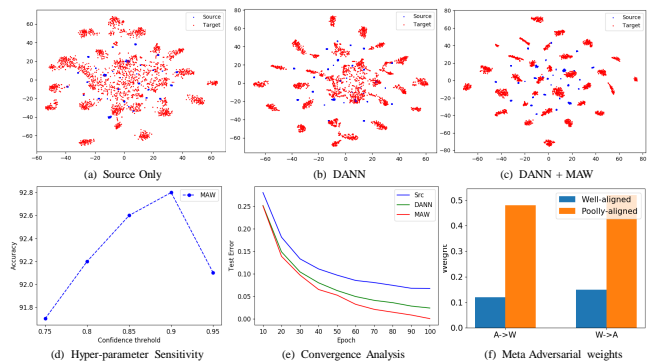 Source
Target
80
60
40
20
0
−20
−40
−60
−60
−40
−20
0
20
40
60
(a) Source Only
Source
Target
80
60
40
20
0
−20
−40
−60
−80
−60
−40
−20
0
20
40
60
80
(b) DANN
Source
Target
80
60
40
20
0
−20
−40
−60
−80
−60
−40
−20
0
20
40
60
80
(c) DANN + MAW
MAW
92.8
92.6
92.4
92.2
92.0
91.8
Accuracy
0.75
0.8
0.85
0.9
0.95
Confidence threhold
(d) Hyper-parameter Sensitivity
Src
DANN
MAW
0.25
0.20
0.15
0.10
0.05
0.00
Test Error
10 20 30 40 50 60 70 80 90 100
Epoch
(e) Convergence Analysis
Well-aligned
Poolly-aligned
0.5
0.4
0.3
0.2
0.1
0.0
Weight
A->W
W->A
(f) Meta Adversarial weights